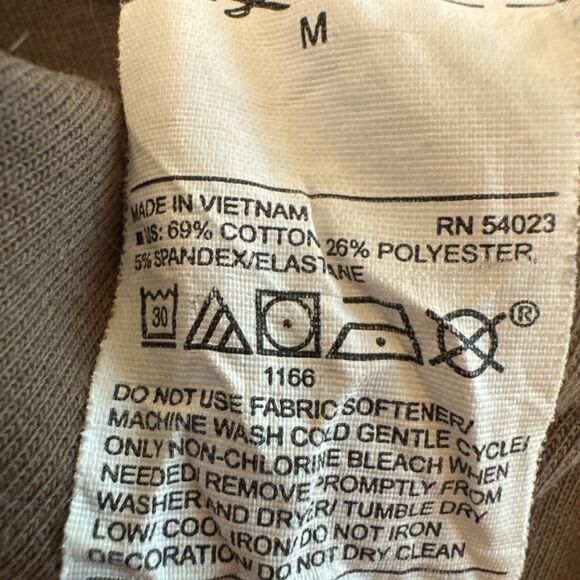 M
MADE IN VIETNAM RN 54023
US: 69% COTTON 26% POLYESTER
5% SPANDEX/ELASTANE
30 ®
1166
DO NOT USE FABRIC SOFTENER/
MACHINE WASH COLD GENTLE CYCLE/
ONLY NON-CHLORINE BLEACH WHEN
NEEDED/ REMOVE PROMPTLY FROM
WASHER AND DRYER/ TUMBLE DRY
LOW/ COOL IRON/ DO NOT IRON
DECORATION/ DO NOT DRY CLEAN